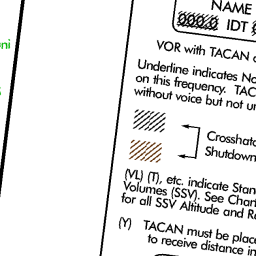 NAME
000.0 IDT
VOR with TACAN
uni
Underline indicates No
on this frequency. TAC
without voice but not
Crosshatc
Shutdown
(VL) (T), etc. indicate Stan
Volumes (SSV). See Chart
for all SSV Altitude and Ra
(Y) TACAN must be place
to receive distance in